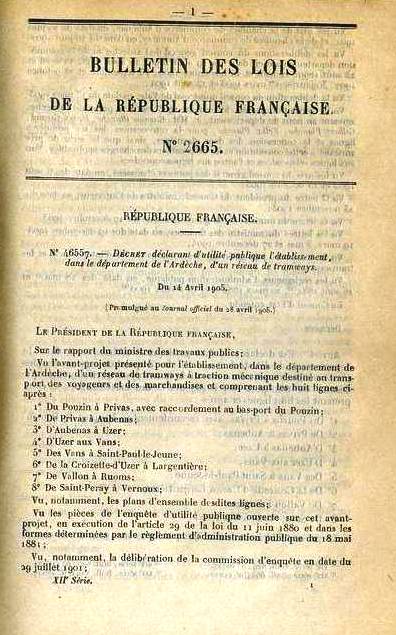 — 1 —
BULLETIN DES LOIS
DE LA RÉPUBLIQUE FRANÇAISE.
N° 2665.
RÉPUBLIQUE FRANÇAISE.
N° 46557. — DÉCRET déclarant d'utilité publique l'établissement,
dans le département de l'Ardèche, d'un réseau de tramways.
Du 14 Avril 1905.
(Promulgué au Journal officiel du 28 avril 1905.)
LE PRÉSIDENT DE LA RÉPUBLIQUE FRANÇAISE,
Sur le rapport du ministre des travaux publics;
Vu l'avant-projet présenté pour l'établissement, dans le département de
l'Ardèche, d'un réseau de tramways à traction mécanique destiné au trans-
port des voyageurs et des marchandises et comprenant les huit lignes ci-
après :
1° Du Pouzin à Privas, avec raccordement au bas-port du Pouzin;
2° De Privas à Aubenas;
3° D'Aubenas à Uzer;
4° D'Uzer aux Vans;
5° Des Vans à Saint-Paul-le-Jeune;
6° De la Croizette-d'Uzer à Largentière;
7° De Vallon à Ruoms;
8° De Saint-Peray à Vernoux;
Vu, notamment, les plans d'ensemble desdites lignes;
Vu les pièces de l'enquête d'utilité publique ouverte sur cet avant-
projet, en exécution de l'article 29 de la loi du 11 juin 1880 et dans les
formes déterminées par le règlement d'administration publique du 18 mai
1881;
Vu, notamment, la délibération de la commission d'enquête en date du
29 juillet 1901;
XIIe Série.
1